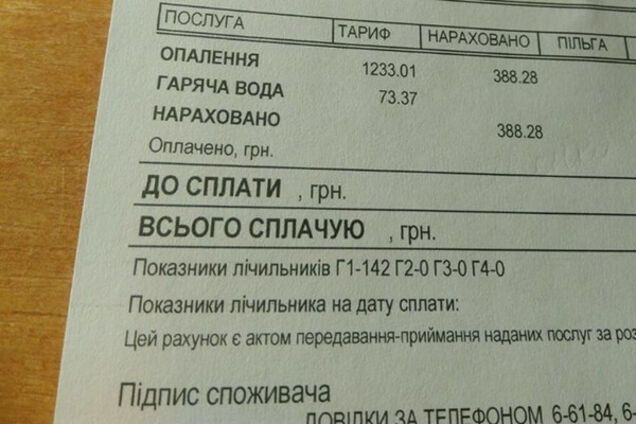 ПОСЛУГА ТАРИФ НАРАХОВАНО ПІЛЬГА
ОПАЛЕННЯ 1233.01 388.28
ГАРЯЧА ВОДА 73.37
НАРАХОВАНО 388.28
Оплачено, грн.
ДО СПЛАТИ , грн.
ВСЬОГО СПЛАЧУЮ , грн.
Показники лічильників Г1-142 Г2-0 Г3-0 Г4-0
Показники лічильника на дату сплати:
Цей рахунок є актом передавання-приймання наданих послуг за роз
Підпис споживача
ДОВІДКИ ЗА ТЕЛЕФОНОМ 6-61-84, 6-